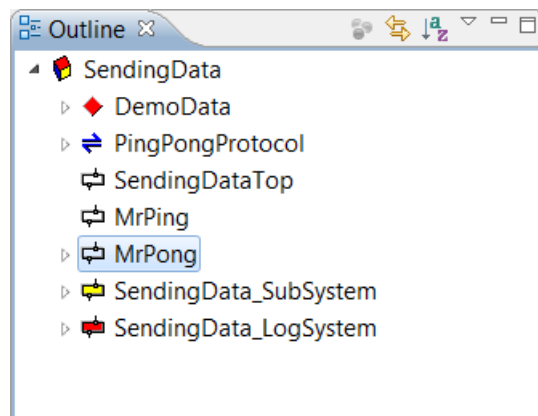 Outline
SendingData
DemoData
PingPongProtocol
SendingDataTop
MrPing
MrPong
SendingData_SubSystem
SendingData_LogSystem